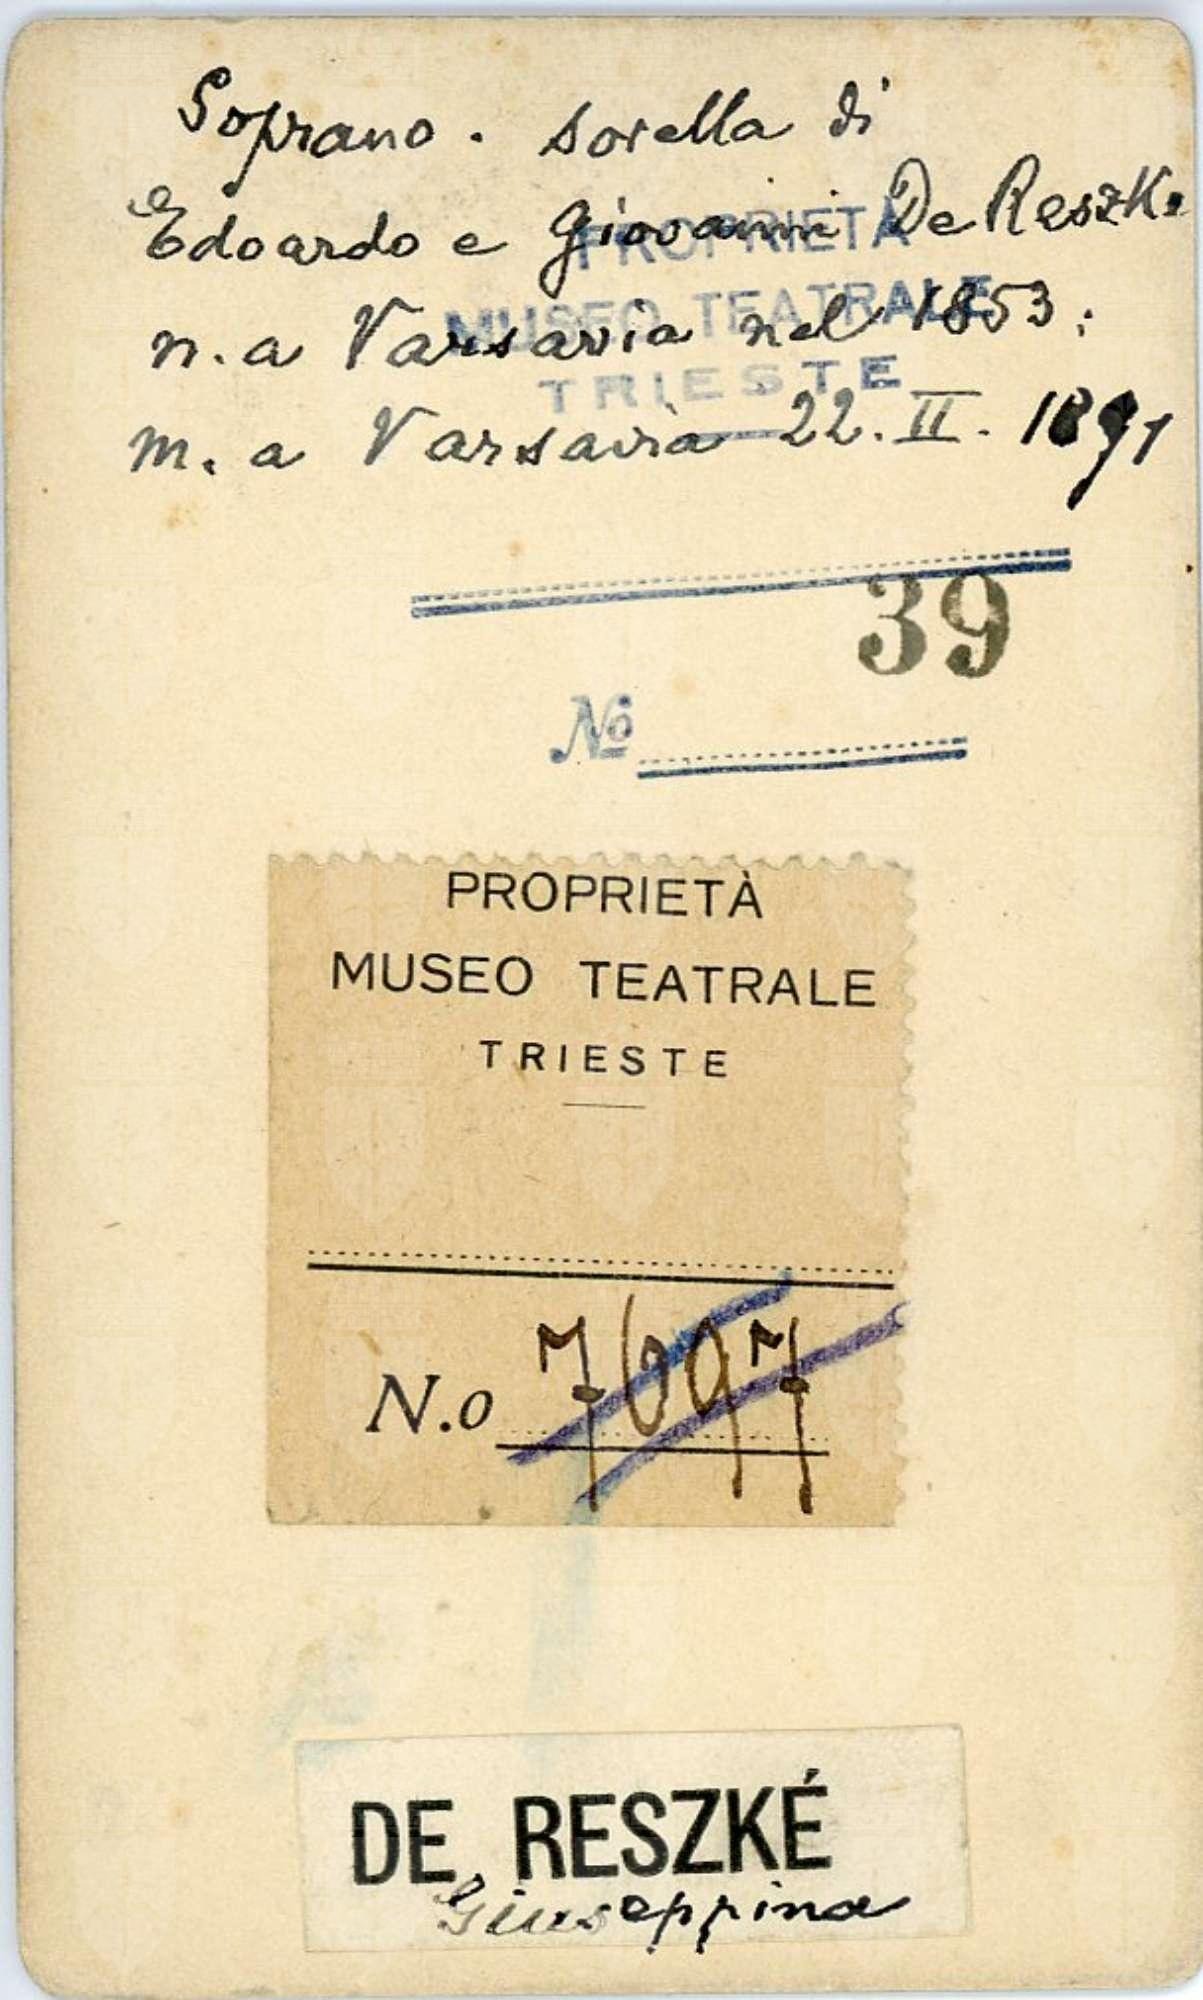 Soprano. sorella di
Edoardo e Giovanni De Reszke
n. a Varsavia nel 1853;
m. a Varsavia 22. II. 1891
PROPRIETÀ
MUSEO TEATRALE
TRIESTE
39
No
PROPRIETÀ
MUSEO TEATRALE
TRIESTE
N.o 7697
DE RESZKÉ
Giuseppina